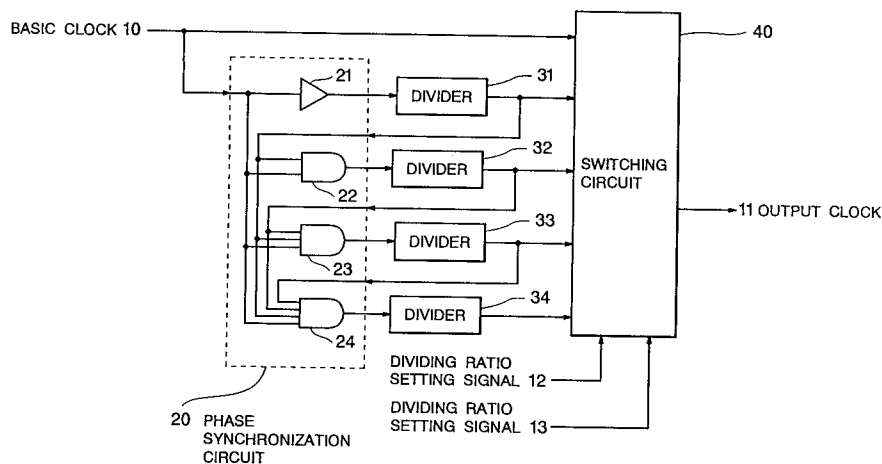 BASIC CLOCK 10
40
21
31
DIVIDER
32
DIVIDER
22
SWITCHING
CIRCUIT
11 OUTPUT CLOCK
33
DIVIDER
23
34
DIVIDER
24
DIVIDING RATIO
SETTING SIGNAL 12
DIVIDING RATIO
SETTING SIGNAL 13
20 PHASE
SYNCHRONIZATION
CIRCUIT